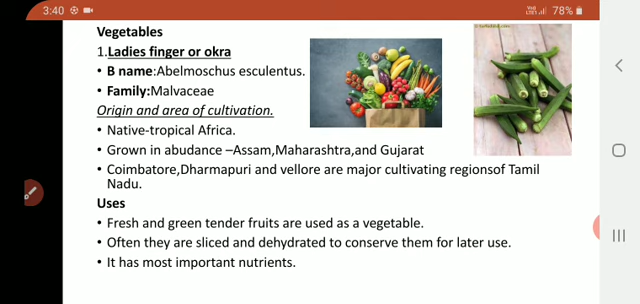 3:40
78%
Vegetables
1.Ladies finger or okra
• B name:Abelmoschus esculentus.
• Family:Malvaceae
Origin and area of cultivation.
• Native-tropical Africa.
• Grown in abudance –Assam,Maharashtra,and Gujarat
• Coimbatore,Dharmapuri and vellore are major cultivating regionsof Tamil
Nadu.
Uses
• Fresh and green tender fruits are used as a vegetable.
• Often they are sliced and dehydrated to conserve them for later use.
• It has most important nutrients.